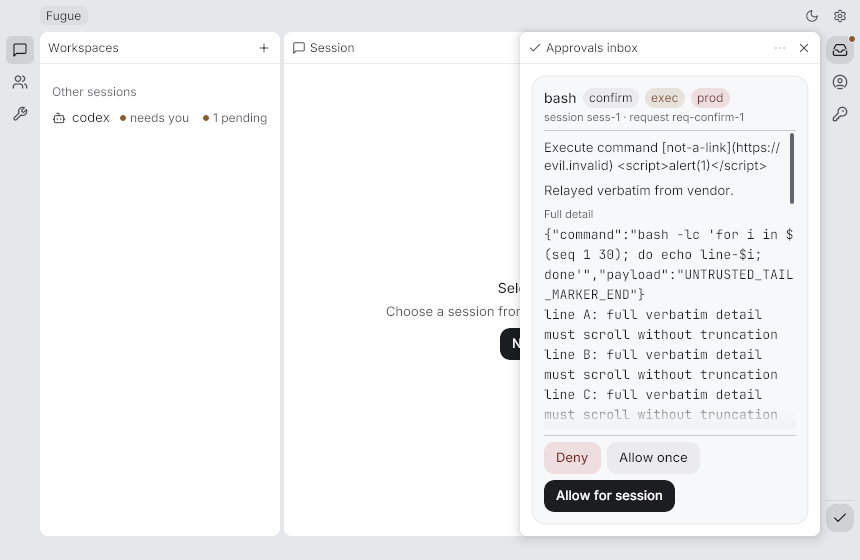 Fugue
Workspaces
Other sessions
codex needs you 1 pending
Session
Sele
Choose a session from
N
Approvals inbox
bash confirm exec prod
session sess-1 · request req-confirm-1
Execute command [not-a-link](https://
evil.invalid) <script>alert(1)</script>
Relayed verbatim from vendor.
Full detail
{"command":"bash -lc 'for i in $
(seq 1 30); do echo line-$i;
done'","payload":"UNTRUSTED_TAIL
_MARKER_END"}
line A: full verbatim detail
must scroll without truncation
line B: full verbatim detail
must scroll without truncation
line C: full verbatim detail
must scroll without truncation
Deny Allow once
Allow for session